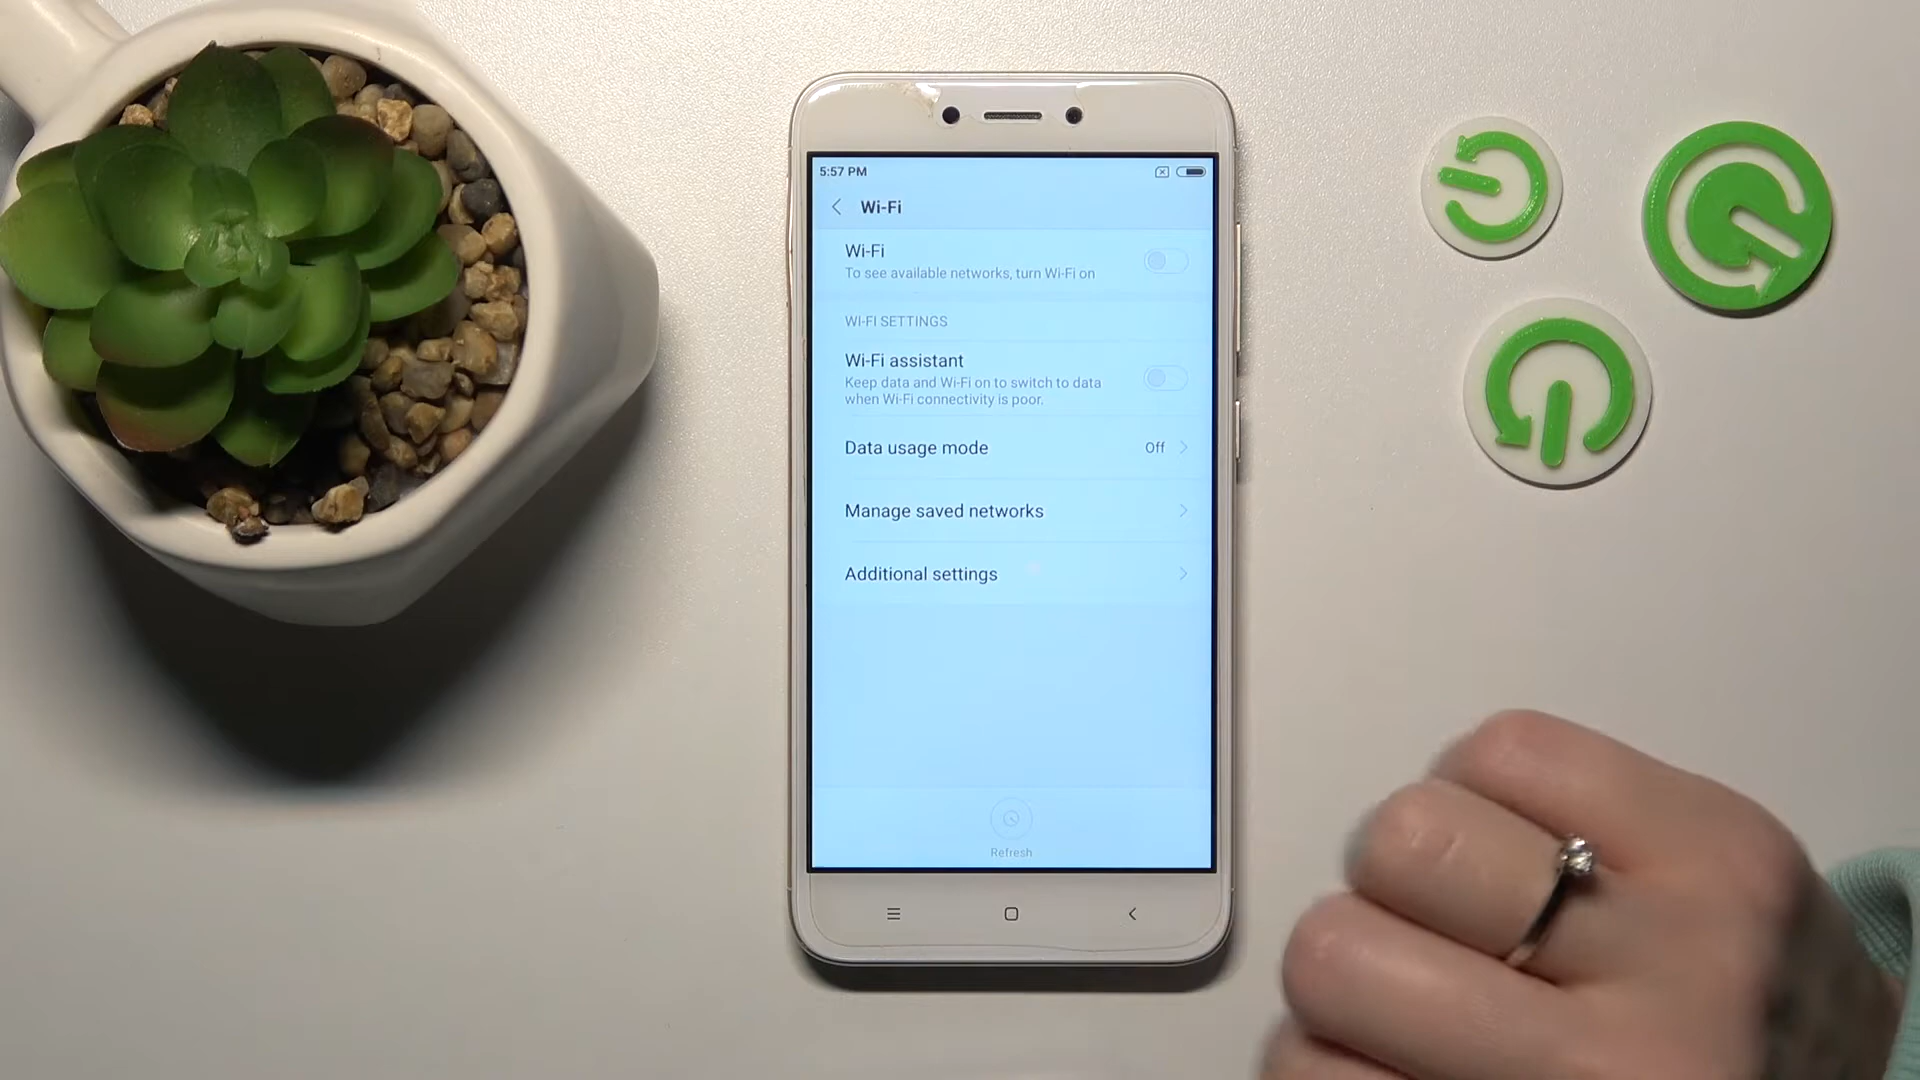 5:57 PM
Wi-Fi
Wi-Fi
To see available networks, turn Wi-Fi on
WI-FI SETTINGS
Wi-Fi assistant
Keep data and Wi-Fi on to switch to data
when Wi-Fi connectivity is poor.
Data usage mode Off
Manage saved networks
Additional settings
Refresh